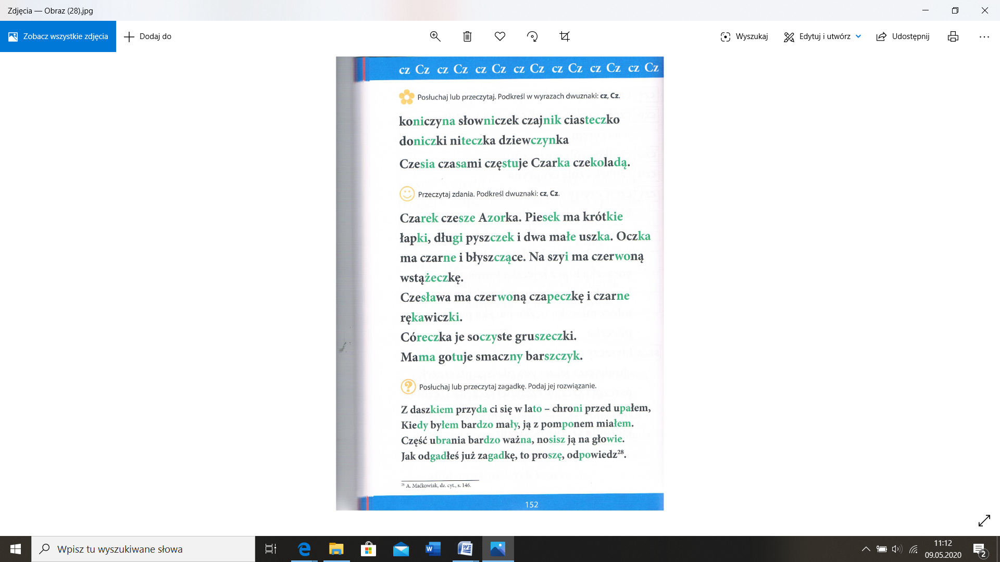 Zdjęcia — Obraz (28).jpg
Zobacz wszystkie zdjęcia
Dodaj do
Wyszukaj
Edytuj i utwórz
Udostępnij
cz Cz cz Cz cz Cz cz Cz cz Cz cz Cz cz Cz
Posłuchaj lub przeczytaj. Podkreśl w wyrazach dwuznaki: cz, Cz.
koniczyna słowniczek czajnik ciasteczko
doniczki niteczka dziewczynka
Czesia czasami częstuje Czarka czekoladą.
Przeczytaj zdania. Podkreśl dwuznaki: cz, Cz.
Czarek czesze Azorka. Piesek ma krótkie
łapki, długi pyszczek i dwa małe uszka. Oczka
ma czarne i błyszczące. Na szyi ma czerwoną
wstążeczkę.
Czesława ma czerwoną czapeczkę i czarne
rękawiczki.
Córeczka je soczyste gruszeczki.
Mama gotuje smaczny barszczyk.
? Posłuchaj lub przeczytaj zagadkę. Podaj jej rozwiązanie.
Z daszkiem przyda ci się w lato – chroni przed upałem,
Kiedy byłem bardzo mały, ją z pomponem miałem.
Część ubrania bardzo ważna, nosisz ją na głowie.
Jak odgadłeś już zagadkę, to proszę, odpowiedz²⁸.
²⁸ A. Maćkowiak, dz. cyt., s. 146.
152
Wpisz tu wyszukiwane słowa
11:12
09.05.2020
2